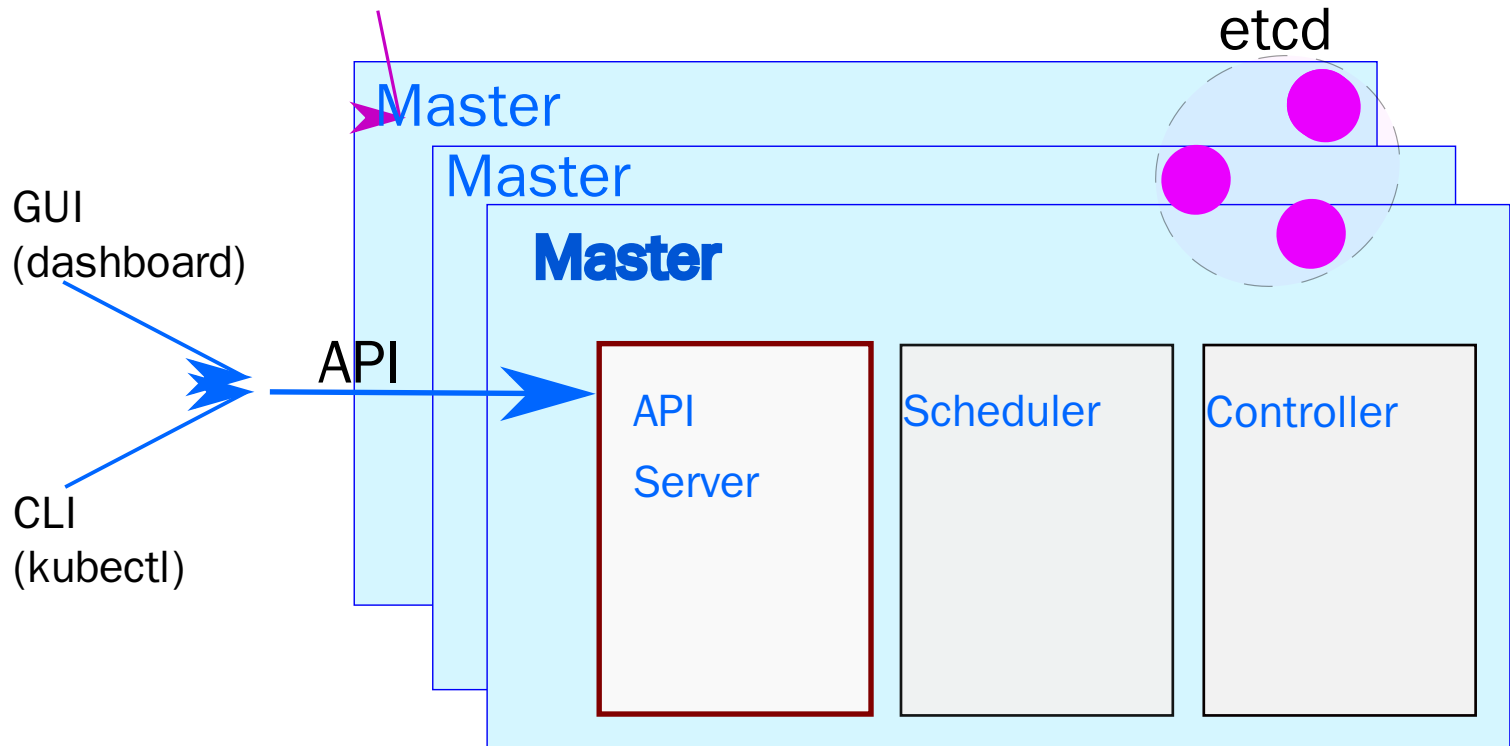 etcd
Master
Master
GUI
(dashboard)
Master
API
API
Server
Scheduler
Controller
CLI
(kubectl)